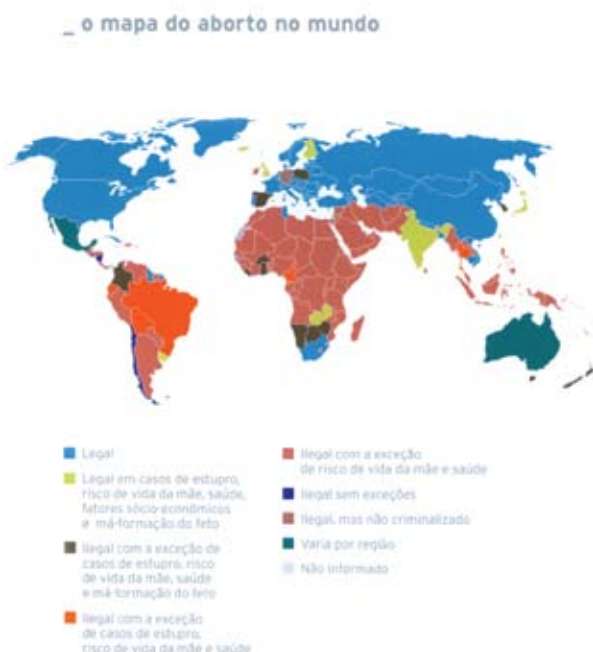 _ o mapa do aborto no mundo
Legal
Legal em casos de estupro,
risco de vida da mãe, saúde,
fatores sócio-econômicos
e má-formação do feto
Ilegal com a exceção de
casos de estupro, risco
de vida da mãe, saúde
e má-formação do feto
Ilegal com a exceção
de casos de estupro,
risco de vida da mãe e saúde
Ilegal com a exceção
de risco de vida da mãe e saúde
Ilegal sem exceções
Ilegal, mas não criminalizado
Varia por região
Não informado